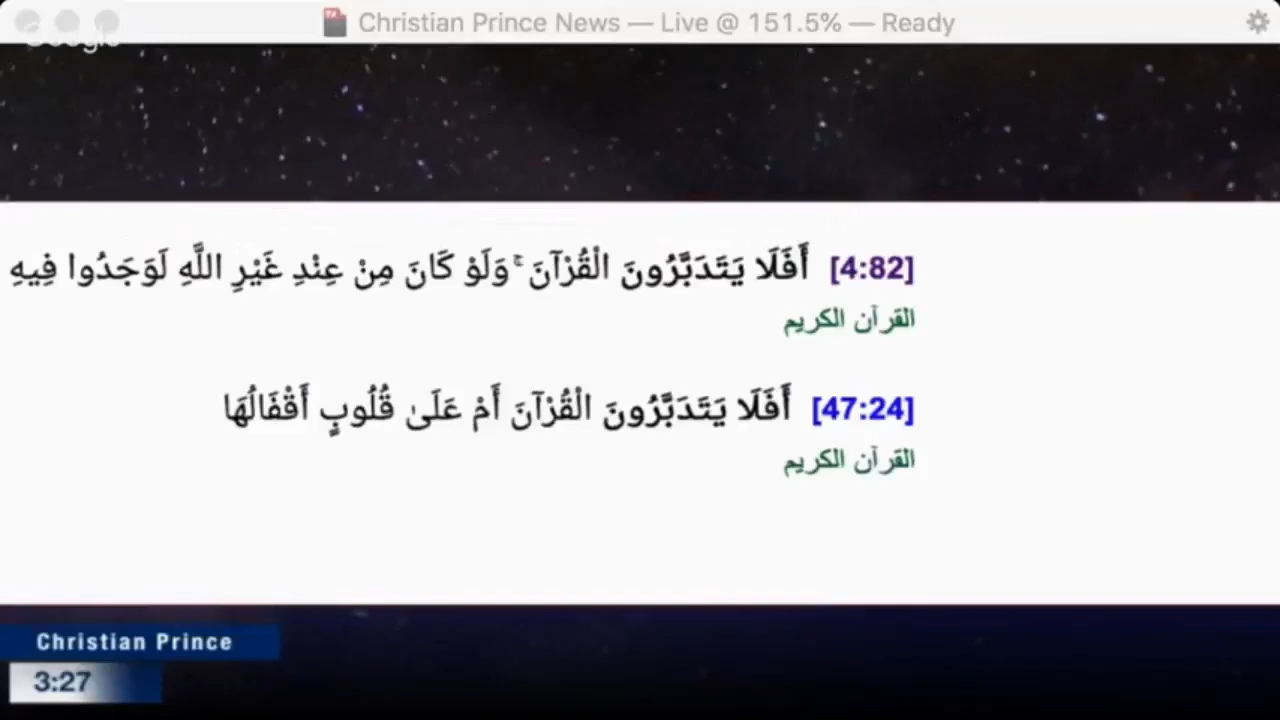 Christian Prince News — Live @ 151.5% — Ready
Google
[4:82] أَفَلَا يَتَدَبَّرُونَ الْقُرْآنَ ۚ وَلَوْ كَانَ مِنْ عِنْدِ غَيْرِ اللَّهِ لَوَجَدُوا فِيهِ
القرآن الكريم
[47:24] أَفَلَا يَتَدَبَّرُونَ الْقُرْآنَ أَمْ عَلَىٰ قُلُوبٍ أَقْفَالُهَا
القرآن الكريم
Christian Prince
3:27